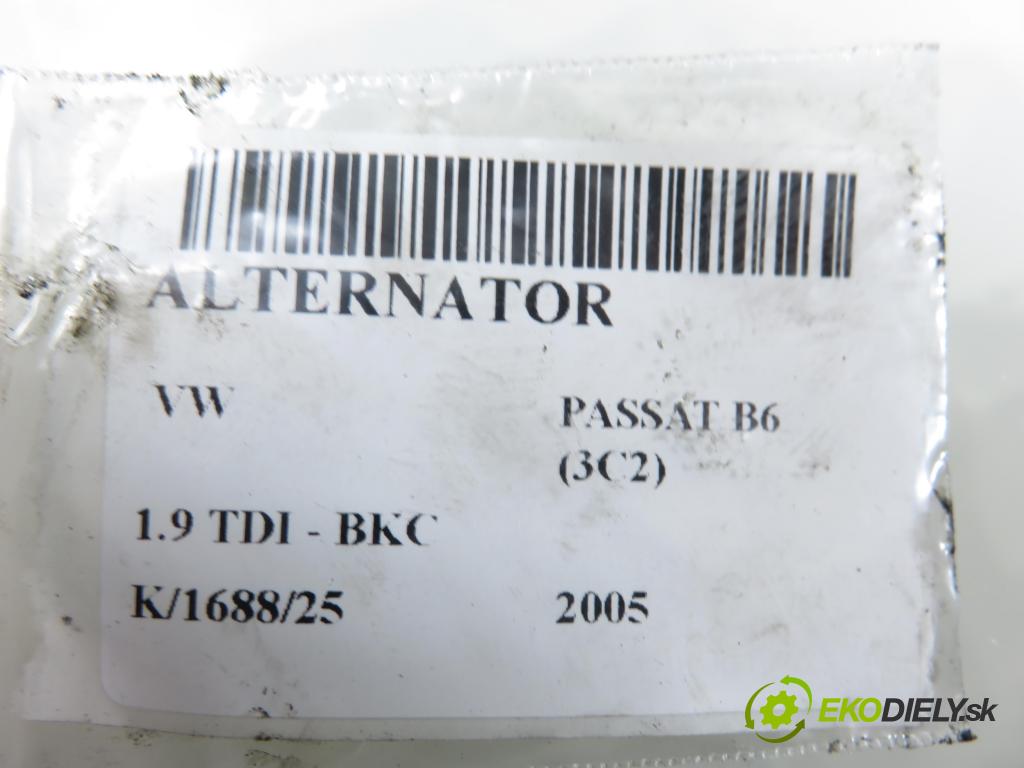 ALTERNATOR
VW PASSAT B6
(3C2)
1.9 TDI - BKC
K/1688/25 2005
EKODIELY.sk